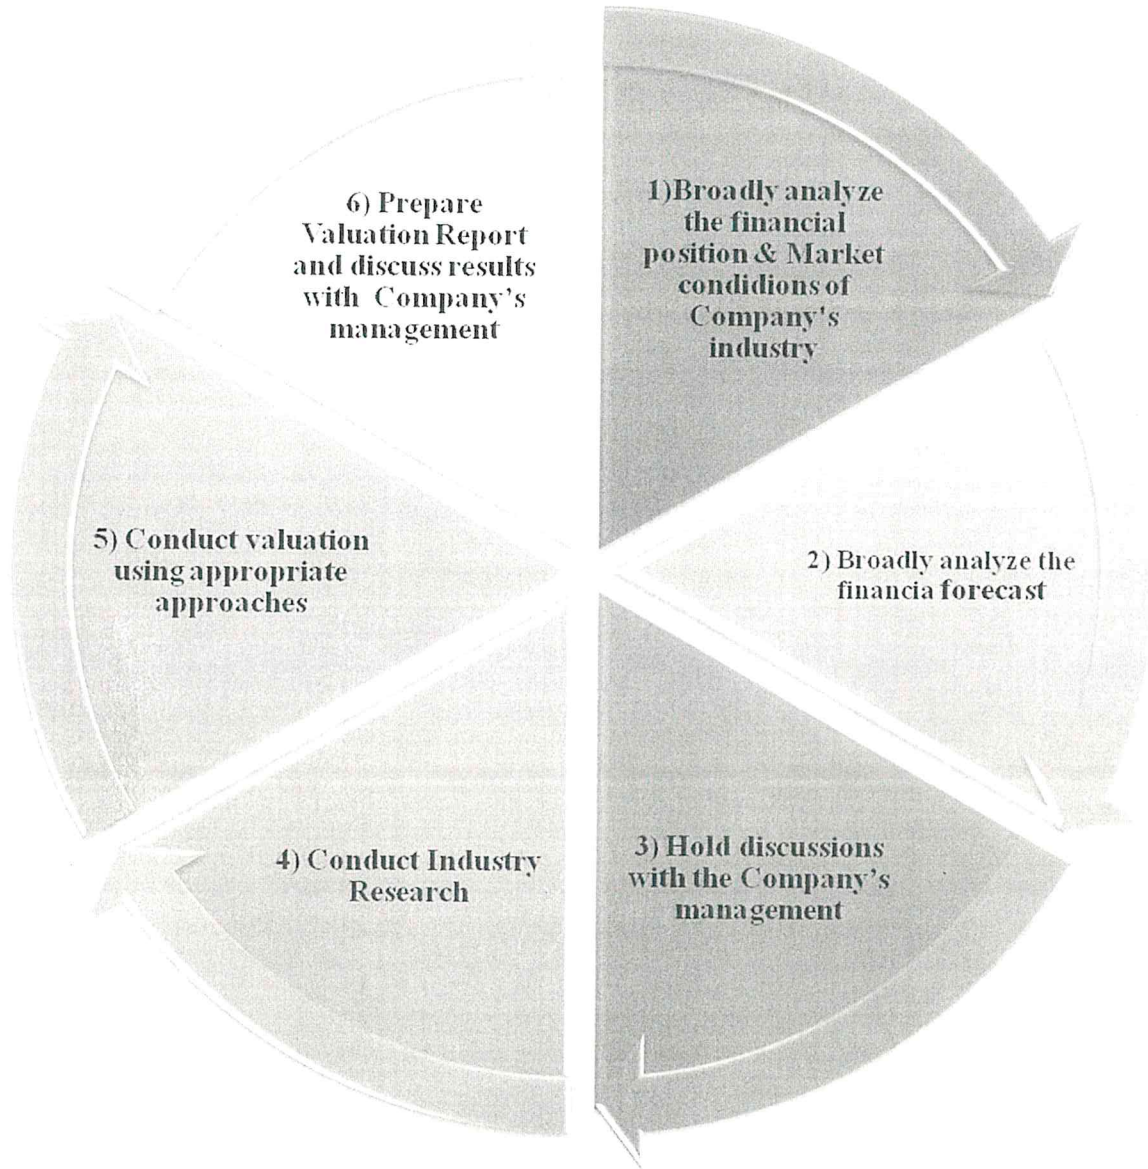 1)Broadly analyze
the financial
position & Market
condidions of
Company's
industry
2) Broadly analyze the
financia forecast
3) Hold discussions
with the Company's
management
4) Conduct Industry
Research
5) Conduct valuation
using appropriate
approaches
6) Prepare
Valuation Report
and discuss results
with Company's
management